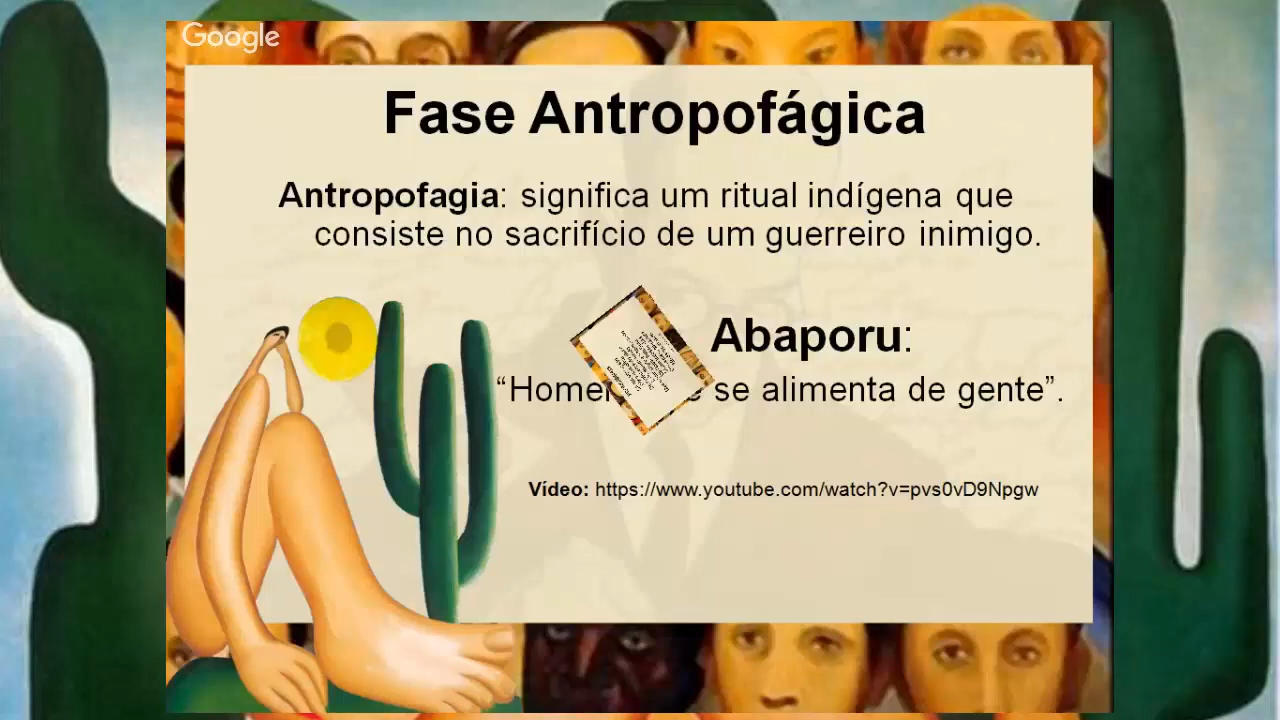 Google
Fase Antropofágica
Antropofagia: significa um ritual indígena que
consiste no sacrifício de um guerreiro inimigo.
Abaporu:
“Home se alimenta de gente”.
Vídeo: https://www.youtube.com/watch?v=pvs0vD9Npgw